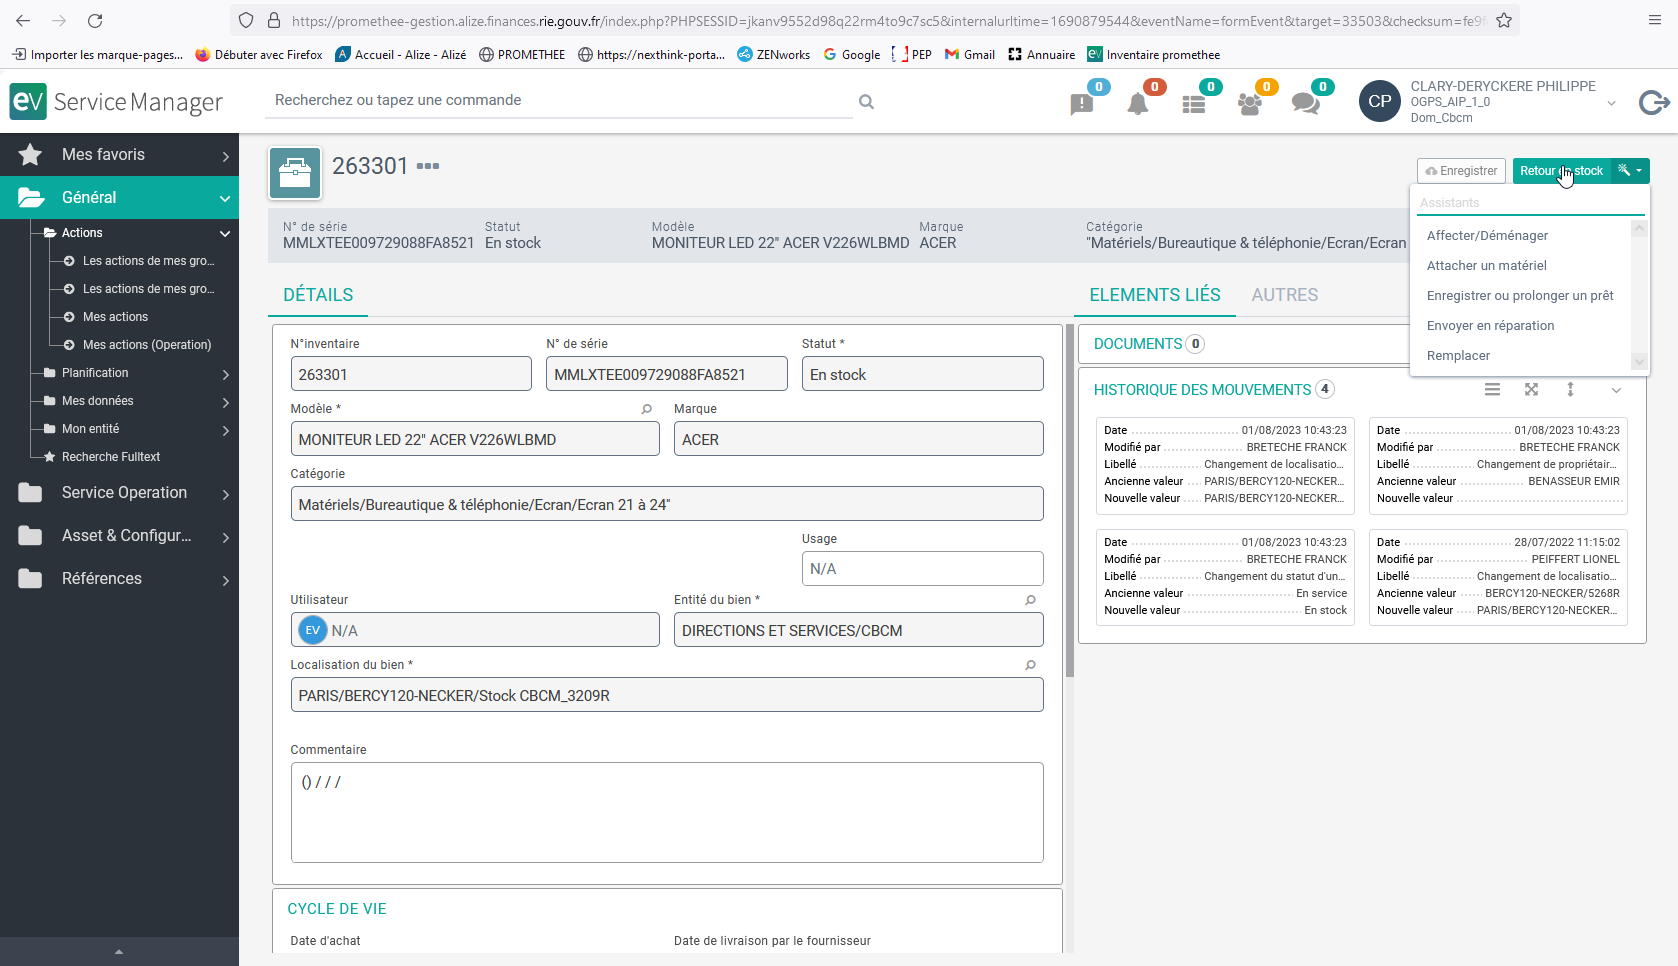 https://promethee-gestion.alize.finances.rie.gouv.fr/index.php?PHPSESSID=jkanv9552d98q22rm4to9c7sc5&internalurltime=1690879544&eventName=formEvent&target=33503&checksum=fe9
Importer les marque-pages... Débuter avec Firefox Accueil - Alize - Alizé PROMETHEE https://nexthink-porta... ZENworks Google PEP Gmail Annuaire Inventaire promethee
eV Service Manager
Recherchez ou tapez une commande
0 0 0 0 0
CP
CLARY-DERYCKERE PHILIPPE
OGPS_AIP_1_0
Dom_Cbcm
Mes favoris
Général
Actions
Les actions de mes gro...
Les actions de mes gro...
Mes actions
Mes actions (Operation)
Planification
Mes données
Mon entité
Recherche Fulltext
Service Operation
Asset & Configur...
Références
263301
Enregistrer
Retour stock
Assistants
Affecter/Déménager
Attacher un matériel
Enregistrer ou prolonger un prêt
Envoyer en réparation
Remplacer
N° de série Statut Modèle Marque Catégorie
MMLXTEE009729088FA8521 En stock MONITEUR LED 22" ACER V226WLBMD ACER "Matériels/Bureautique & téléphonie/Ecran/Ecran
DÉTAILS
N°inventaire N° de série Statut *
263301 MMLXTEE009729088FA8521 En stock
Modèle * Marque
MONITEUR LED 22" ACER V226WLBMD ACER
Catégorie
Matériels/Bureautique & téléphonie/Ecran/Ecran 21 à 24"
Usage
N/A
Utilisateur Entité du bien *
EV N/A DIRECTIONS ET SERVICES/CBCM
Localisation du bien *
PARIS/BERCY120-NECKER/Stock CBCM_3209R
Commentaire
() / / /
CYCLE DE VIE
Date d'achat Date de livraison par le fournisseur
ELEMENTS LIÉS AUTRES
DOCUMENTS 0
HISTORIQUE DES MOUVEMENTS 4
Date 01/08/2023 10:43:23
Modifié par BRETECHE FRANCK
Libellé Changement de localisatio...
Ancienne valeur PARIS/BERCY120-NECKER...
Nouvelle valeur PARIS/BERCY120-NECKER...
Date 01/08/2023 10:43:23
Modifié par BRETECHE FRANCK
Libellé Changement de propriétair...
Ancienne valeur BENASSEUR EMIR
Nouvelle valeur
Date 01/08/2023 10:43:23
Modifié par BRETECHE FRANCK
Libellé Changement du statut d'un...
Ancienne valeur En service
Nouvelle valeur En stock
Date 28/07/2022 11:15:02
Modifié par PEIFFERT LIONEL
Libellé Changement de localisatio...
Ancienne valeur BERCY120-NECKER/5268R
Nouvelle valeur PARIS/BERCY120-NECKER...